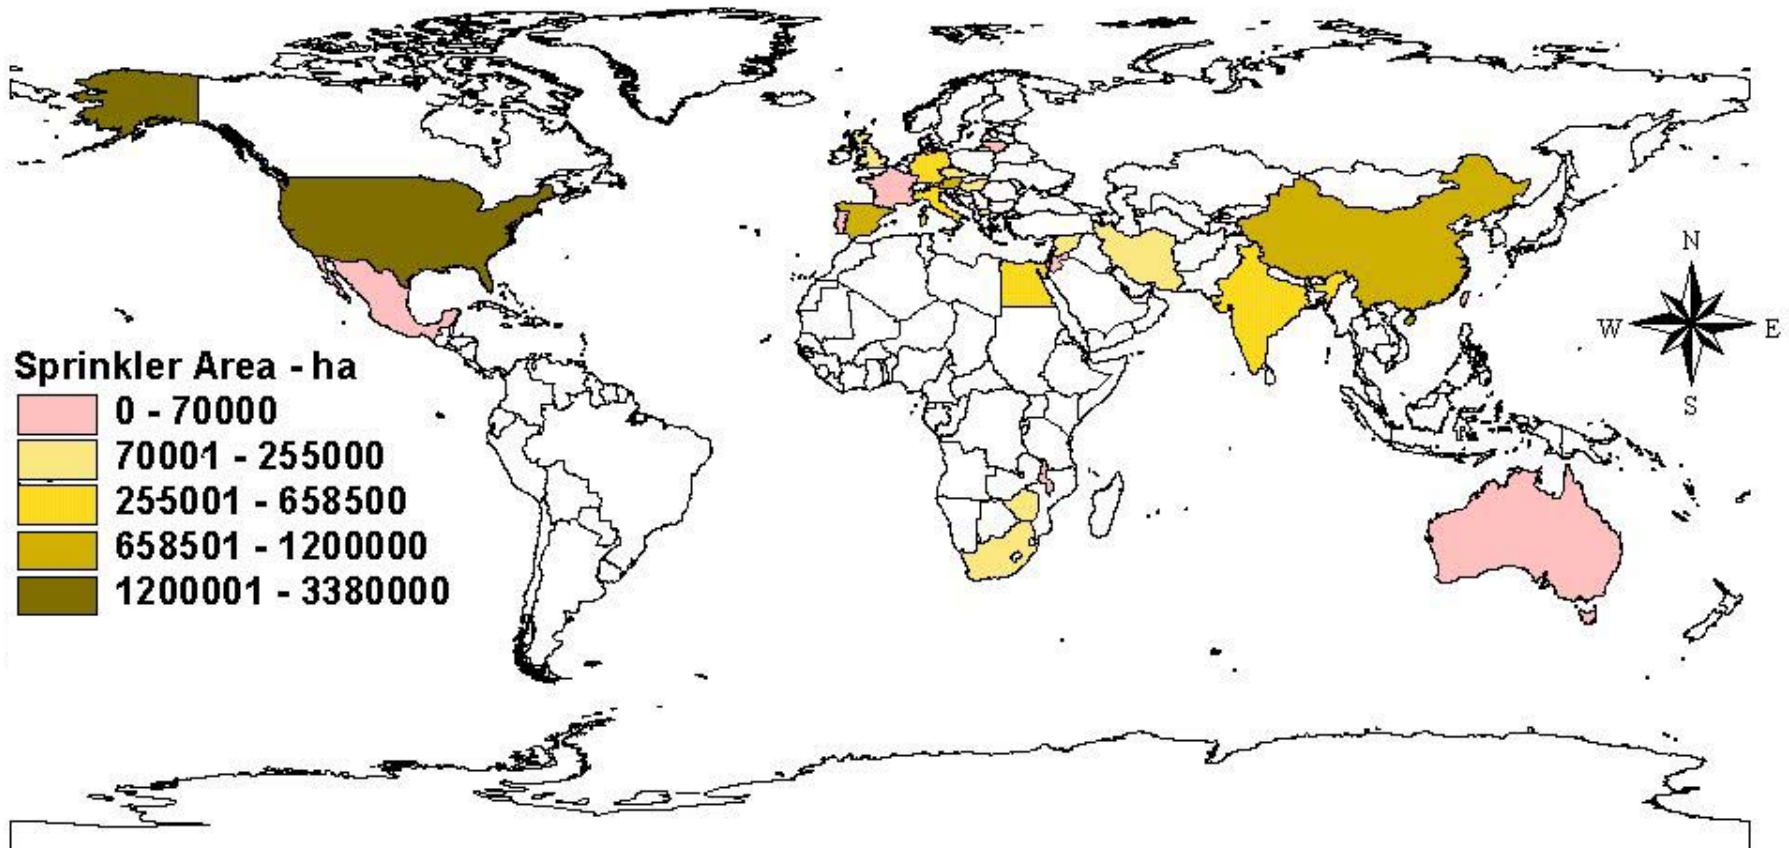 N
W
E
S
Sprinkler Area - ha
0 - 70000
70001 - 255000
255001 - 658500
658501 - 1200000
1200001 - 3380000